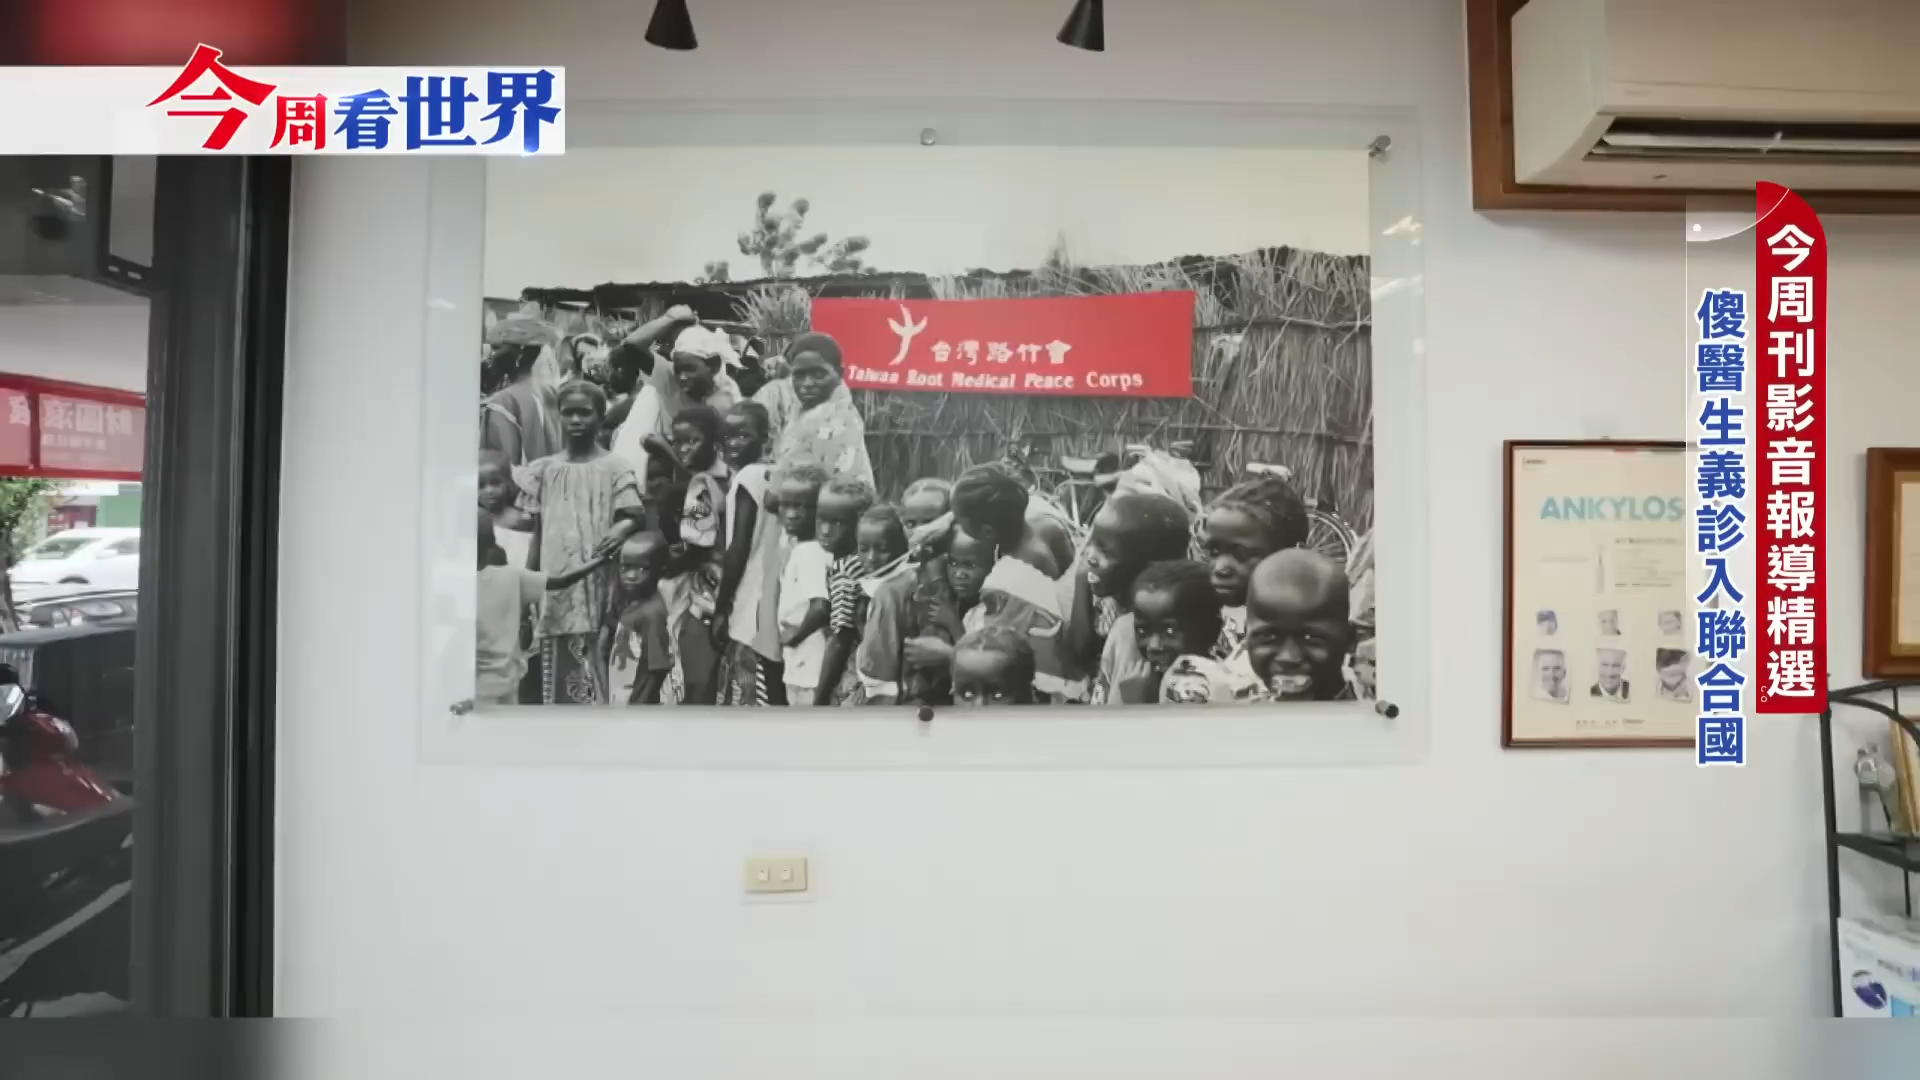 今周看世界
台灣路竹會
Taiwan Root Medical Peace Corps
ANKYLOS
今周刊影音報導精選
傻醫生義診入聯合國